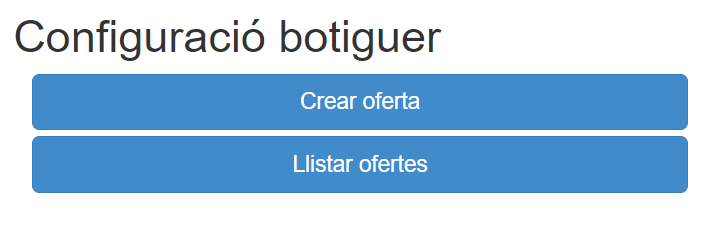 Configuració botiguer
Crear oferta
Llistar ofertes